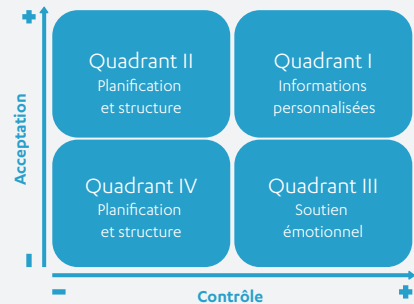 +
Acceptation
Quadrant II
Planification
et structure
Quadrant I
Informations
personnalisées
Quadrant IV
Planification
et structure
Quadrant III
Soutien
émotionnel
-
-
Contrôle
+